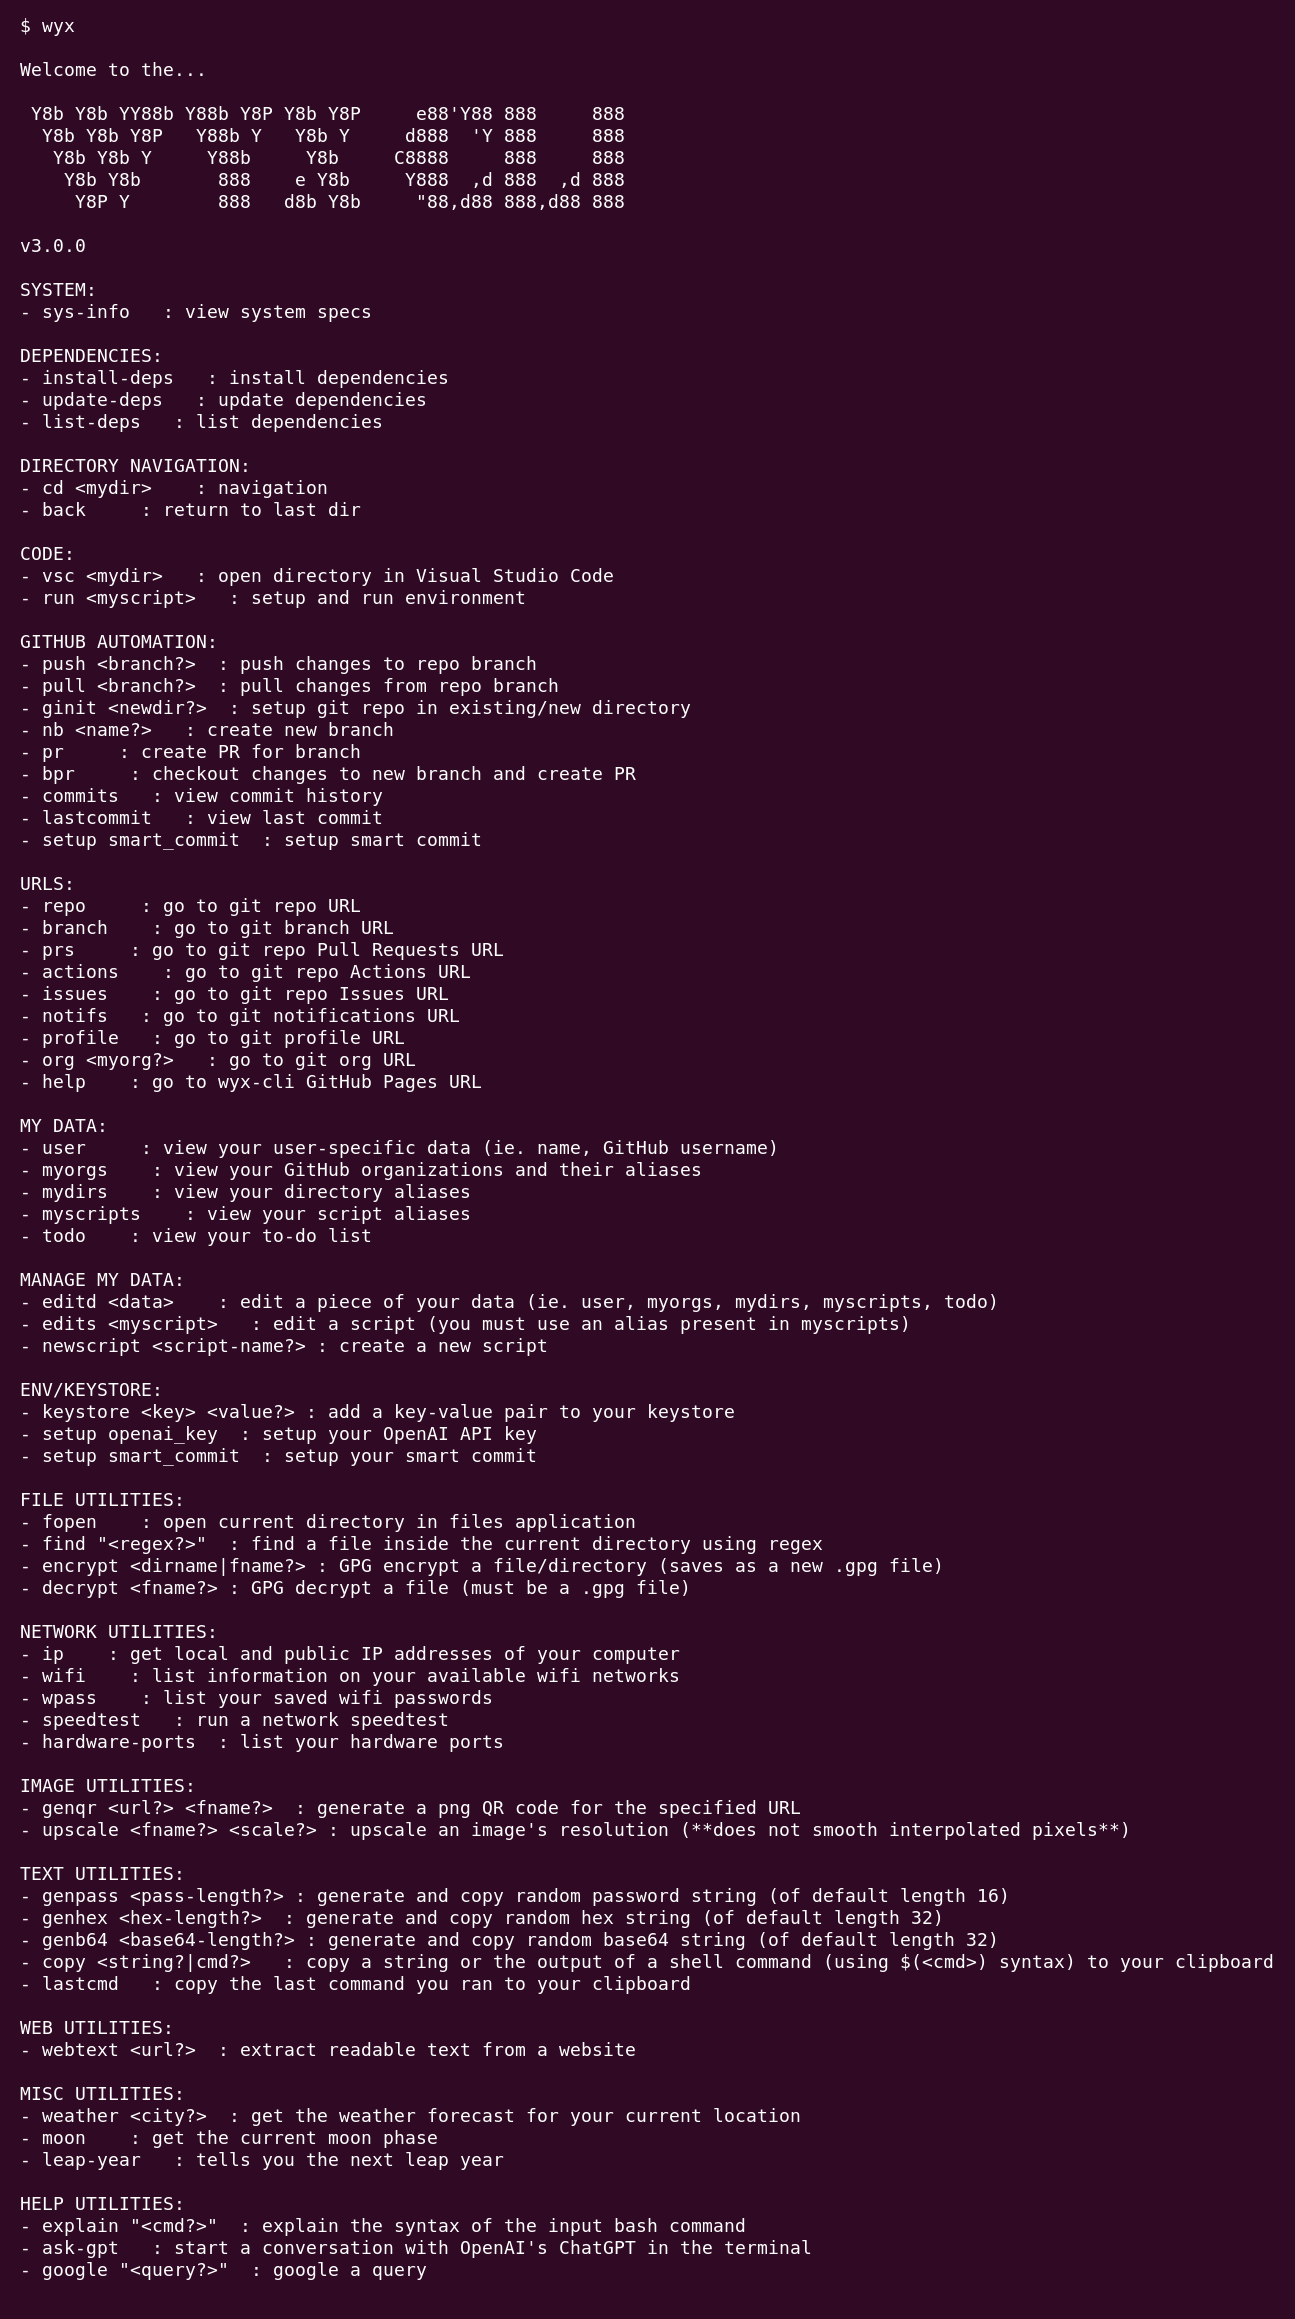 $ wyx

Welcome to the...

 Y8b Y8b YY88b Y88b Y8P Y8b Y8P     e88'Y88 888     888
  Y8b Y8b Y8P   Y88b Y   Y8b Y     d888  'Y 888     888
   Y8b Y8b Y     Y88b     Y8b     C8888     888     888
    Y8b Y8b       888    e Y8b     Y888  ,d 888  ,d 888
     Y8P Y        888   d8b Y8b     "88,d88 888,d88 888

v3.0.0

SYSTEM:
- sys-info   : view system specs

DEPENDENCIES:
- install-deps   : install dependencies
- update-deps   : update dependencies
- list-deps   : list dependencies

DIRECTORY NAVIGATION:
- cd <mydir>    : navigation
- back     : return to last dir

CODE:
- vsc <mydir>   : open directory in Visual Studio Code
- run <myscript>   : setup and run environment

GITHUB AUTOMATION:
- push <branch?>  : push changes to repo branch
- pull <branch?>  : pull changes from repo branch
- ginit <newdir?>  : setup git repo in existing/new directory
- nb <name?>   : create new branch
- pr     : create PR for branch
- bpr     : checkout changes to new branch and create PR
- commits   : view commit history
- lastcommit   : view last commit
- setup smart_commit  : setup smart commit

URLS:
- repo     : go to git repo URL
- branch    : go to git branch URL
- prs     : go to git repo Pull Requests URL
- actions    : go to git repo Actions URL
- issues    : go to git repo Issues URL
- notifs   : go to git notifications URL
- profile   : go to git profile URL
- org <myorg?>   : go to git org URL
- help    : go to wyx-cli GitHub Pages URL

MY DATA:
- user     : view your user-specific data (ie. name, GitHub username)
- myorgs    : view your GitHub organizations and their aliases
- mydirs    : view your directory aliases
- myscripts    : view your script aliases
- todo    : view your to-do list

MANAGE MY DATA:
- editd <data>    : edit a piece of your data (ie. user, myorgs, mydirs, myscripts, todo)
- edits <myscript>   : edit a script (you must use an alias present in myscripts)
- newscript <script-name?> : create a new script

ENV/KEYSTORE:
- keystore <key> <value?> : add a key-value pair to your keystore
- setup openai_key  : setup your OpenAI API key
- setup smart_commit  : setup your smart commit

FILE UTILITIES:
- fopen    : open current directory in files application
- find "<regex?>"  : find a file inside the current directory using regex
- encrypt <dirname|fname?> : GPG encrypt a file/directory (saves as a new .gpg file)
- decrypt <fname?> : GPG decrypt a file (must be a .gpg file)

NETWORK UTILITIES:
- ip    : get local and public IP addresses of your computer
- wifi    : list information on your available wifi networks
- wpass    : list your saved wifi passwords
- speedtest   : run a network speedtest
- hardware-ports  : list your hardware ports

IMAGE UTILITIES:
- genqr <url?> <fname?>  : generate a png QR code for the specified URL
- upscale <fname?> <scale?> : upscale an image's resolution (**does not smooth interpolated pixels**)

TEXT UTILITIES:
- genpass <pass-length?> : generate and copy random password string (of default length 16)
- genhex <hex-length?>  : generate and copy random hex string (of default length 32)
- genb64 <base64-length?> : generate and copy random base64 string (of default length 32)
- copy <string?|cmd?>   : copy a string or the output of a shell command (using $(<cmd>) syntax) to your clipboard
- lastcmd   : copy the last command you ran to your clipboard

WEB UTILITIES:
- webtext <url?>  : extract readable text from a website

MISC UTILITIES:
- weather <city?>  : get the weather forecast for your current location
- moon    : get the current moon phase
- leap-year   : tells you the next leap year

HELP UTILITIES:
- explain "<cmd?>"  : explain the syntax of the input bash command
- ask-gpt   : start a conversation with OpenAI's ChatGPT in the terminal
- google "<query?>"  : google a query